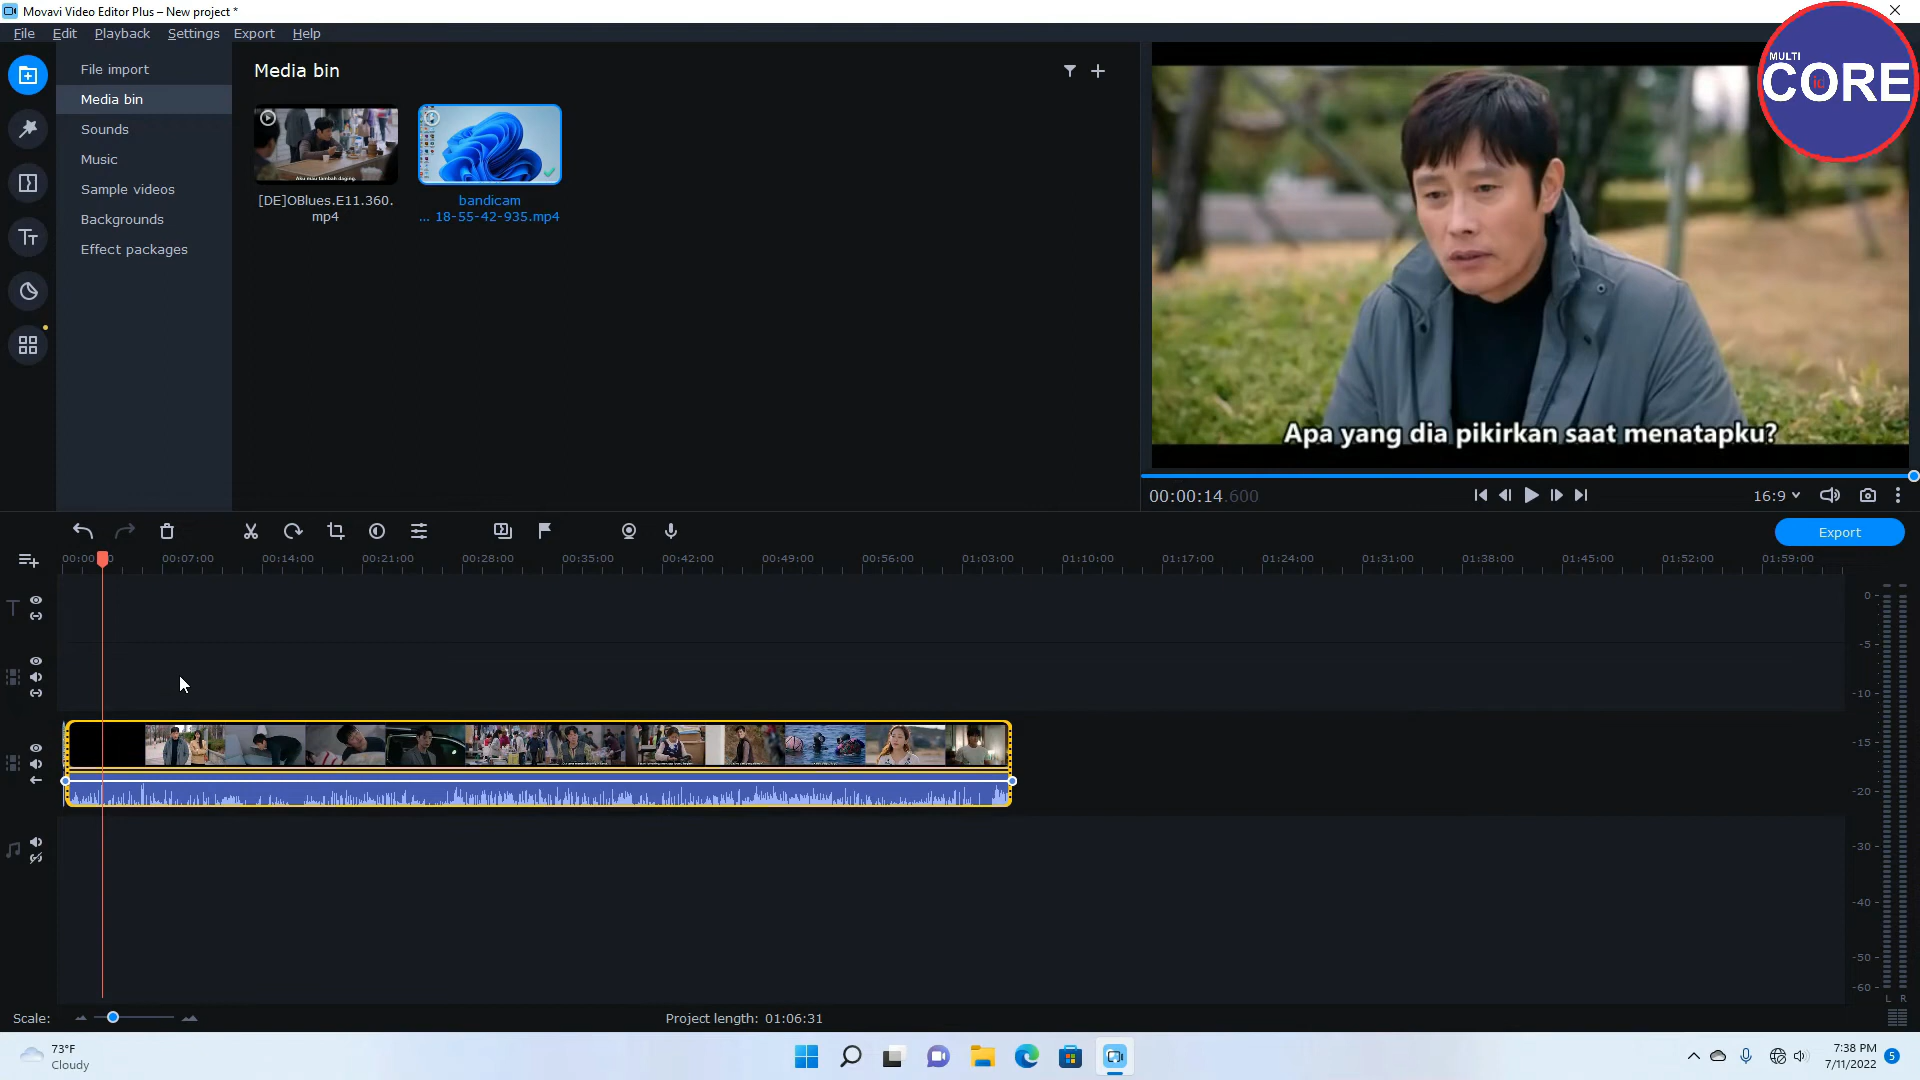 Movavi Video Editor Plus – New project *
File Edit Playback Settings Export Help
File import
Media bin
Sounds
Music
Sample videos
Backgrounds
Effect packages
Media bin
Aku mau tambah daging.
[DE]OBlues.E11.360.
mp4
bandicam
... 18-55-42-935.mp4
MULTI
CORE
id
Apa yang dia pikirkan saat menatapku?
00:00:14.600
16:9
Export
00:00 00:07:00 00:14:00 00:21:00 00:28:00 00:35:00 00:42:00 00:49:00 00:56:00 01:03:00 01:10:00 01:17:00 01:24:00 01:31:00 01:38:00 01:45:00 01:52:00 01:59:00
0
-5
-10
-15
-20
-30
-40
-50
-60
L R
Scale:
Project length: 01:06:31
73°F
Cloudy
7:38 PM
7/11/2022
5